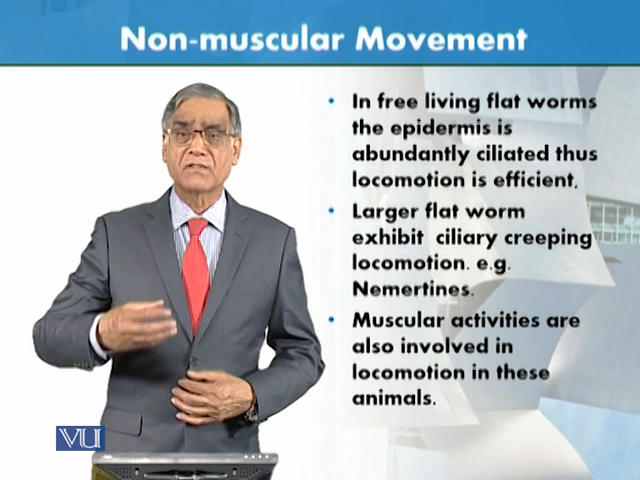 Non-muscular Movement
• In free living flat worms
the epidermis is
abundantly ciliated thus
locomotion is efficient,
• Larger flat worm
exhibit ciliary creeping
locomotion. e.g.
Nemertines.
• Muscular activities are
also involved in
locomotion in these
animals.
VU